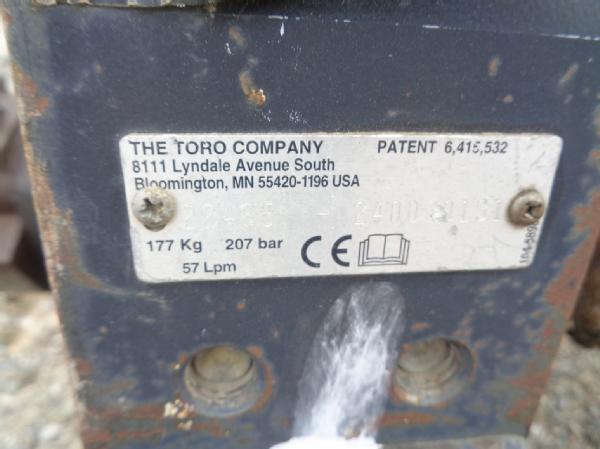 THE TORO COMPANY PATENT 6,416,532
8111 Lyndale Avenue South
Bloomington, MN 55420-1196 USA
177 Kg 207 bar CE
57 Lpm